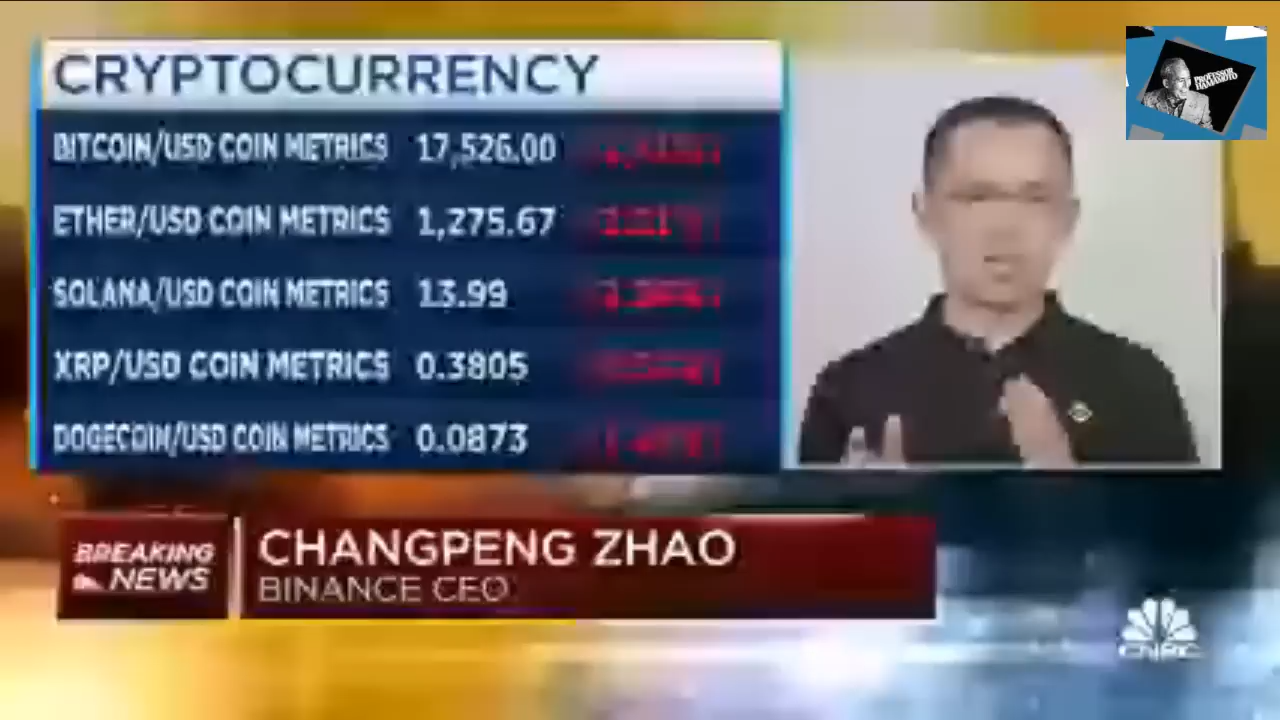 CRYPTOCURRENCY
BITCOIN/USD COIN METRICS 17,526.00
ETHER/USD COIN METRICS 1,275.67
SOLANA/USD COIN METRICS 13.99
XRP/USD COIN METRICS 0.3805
DOGECOIN/USD COIN METRICS 0.0873
PROFESSOR
HAMAMOTO
BREAKING
NEWS
CHANGPENG ZHAO
BINANCE CEO
CNBC